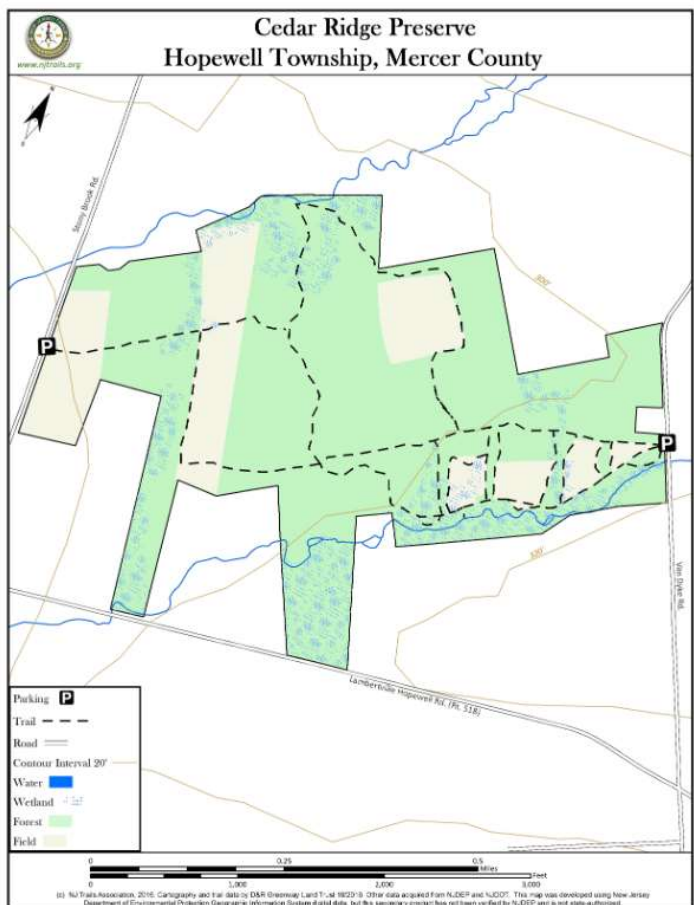 Cedar Ridge Preserve
Hopewell Township, Mercer County
www.njtrails.org
N
Stony Brook Rd.
P
300'
P
320'
Van Dyke Rd.
Lambertville Hopewell Rd. (Rt. 518)
Parking P
Trail
Road
Contour Interval 20'
Water
Wetland
Forest
Field
0 0.25 0.5
Miles
Feet
0 1,000 2,000 3,000
(c) NJ Trails Association, 2016. Cartography and trail data by D&R Greenway Land Trust Other data acquired from NJDEP and NJDOT. This map was developed using New Jersey
Department of Environmental Protection Geographic Information System digital data, but this secondary product has not been verified by NJDEP and is not state-authorized.